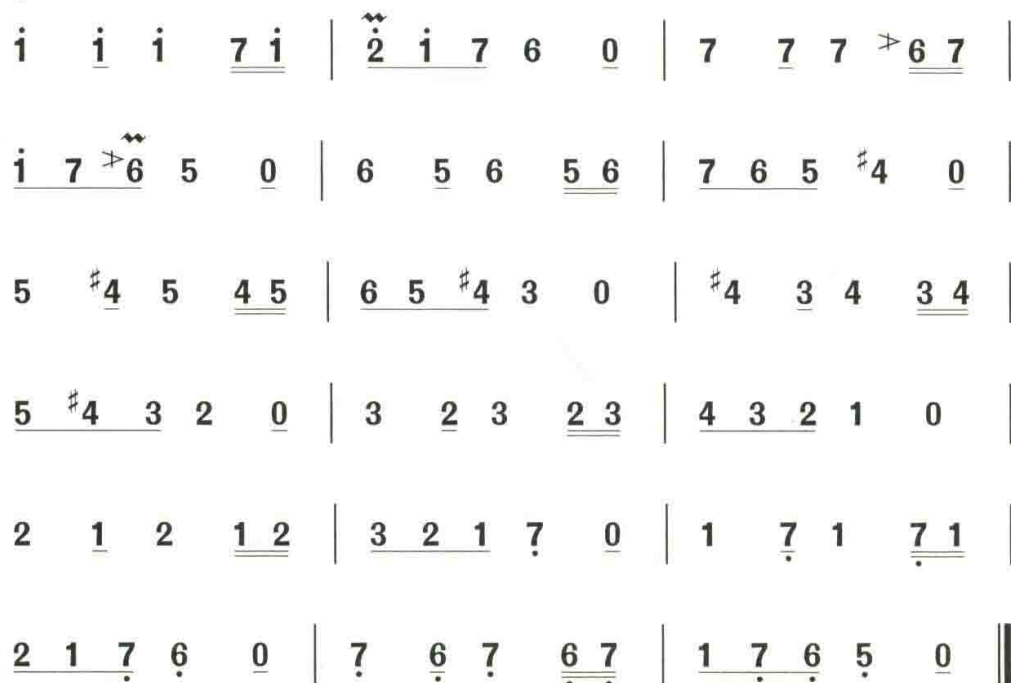 i̇ i̇ i̇ 7 i̇ | 2̇ i̇ 7 6 0 | 7 7 7 > 6 7 |
i̇ 7 > 6 5 0 | 6 5 6 5 6 | 7 6 5 ♯4 0 |
5 ♯4 5 4 5 | 6 5 ♯4 3 0 | ♯4 3 4 3 4 |
5 ♯4 3 2 0 | 3 2 3 2 3 | 4 3 2 1 0 |
2 1 2 1 2 | 3 2 1 7̣ 0 | 1 7̣ 1 7̣ 1 |
2 1 7̣ 6̣ 0 | 7̣ 6̣ 7̣ 6̣ 7̣ | 1 7̣ 6̣ 5̣ 0 ‖